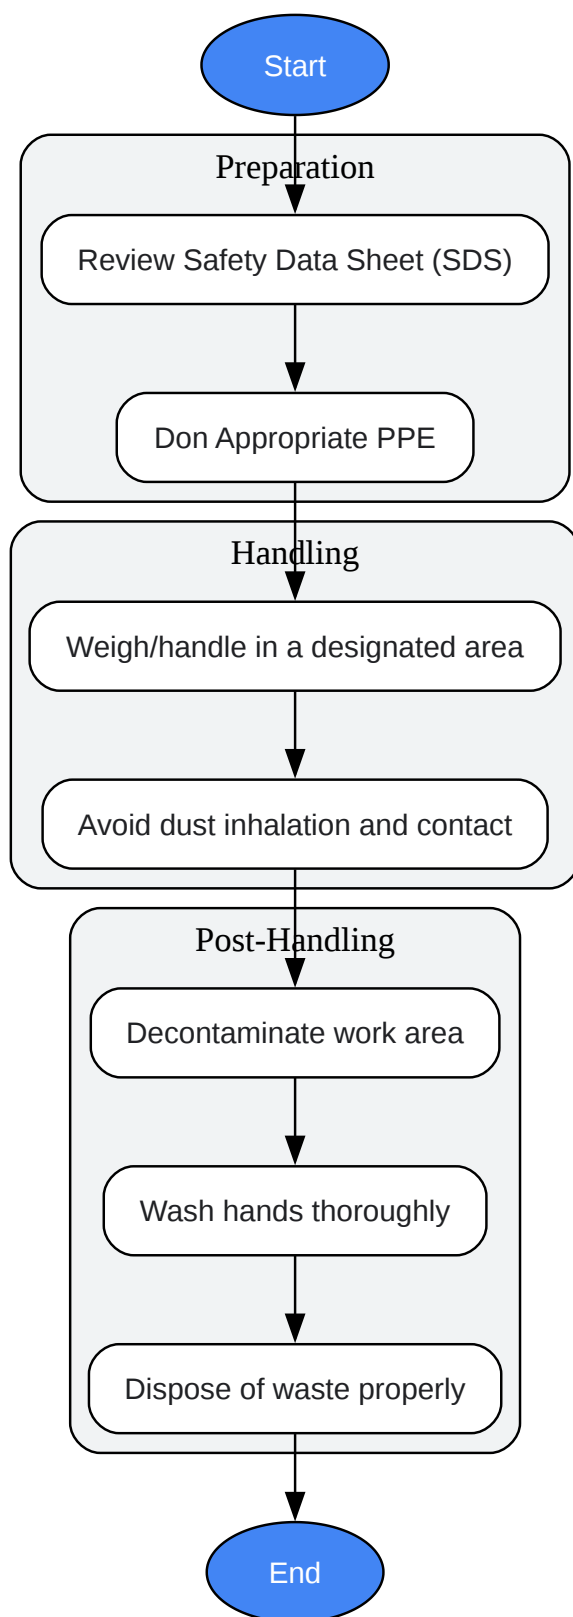 Start
Preparation
Review Safety Data Sheet (SDS)
Don Appropriate PPE
Handling
Weigh/handle in a designated area
Avoid dust inhalation and contact
Post-Handling
Decontaminate work area
Wash hands thoroughly
Dispose of waste properly
End